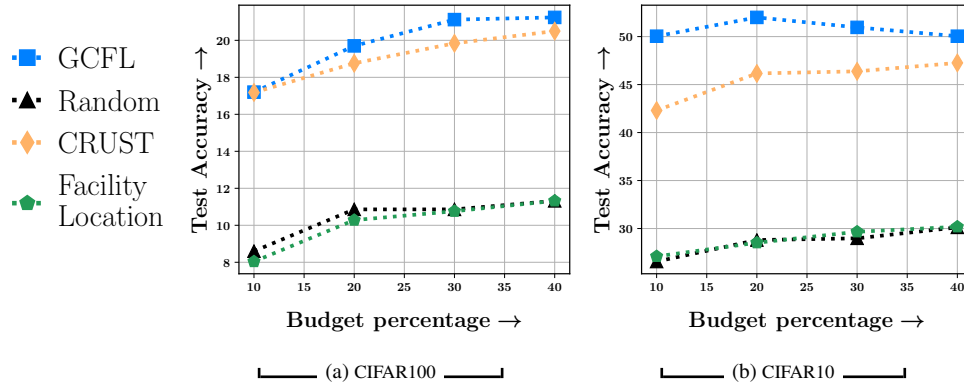 GCFL
Random
CRUST
Facility
Location
Test Accuracy →
20
18
16
14
12
10
8
10 15 20 25 30 35 40
Budget percentage →
(a) CIFAR100
Test Accuracy →
50
45
40
35
30
10 15 20 25 30 35 40
Budget percentage →
(b) CIFAR10